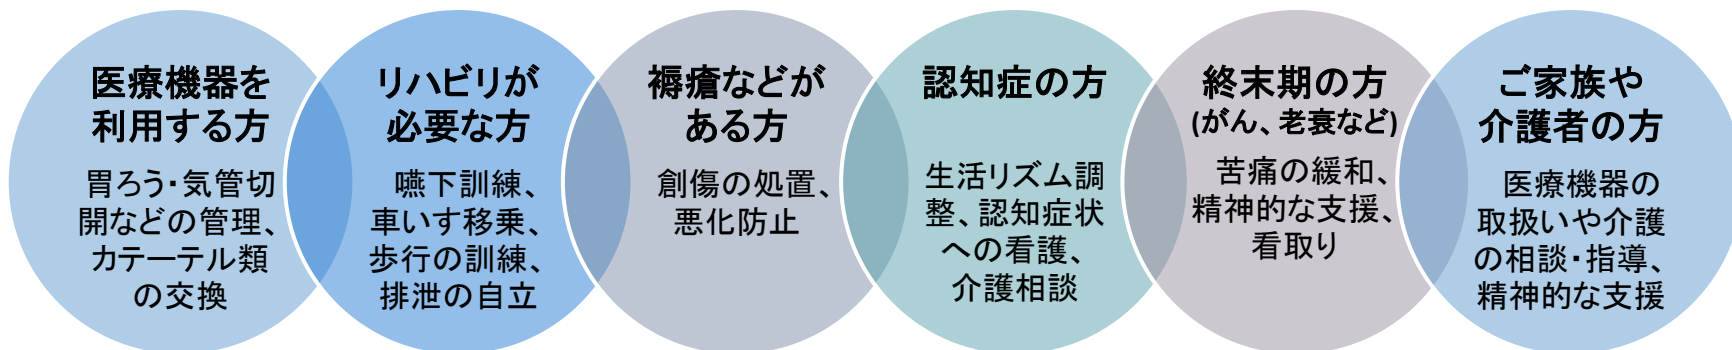 医療機器を
利用する方
胃ろう・気管切
開などの管理、
カテーテル類
の交換
リハビリが
必要な方
嚥下訓練、
車いす移乗、
歩行の訓練、
排泄の自立
褥瘡などが
ある方
創傷の処置、
悪化防止
認知症の方
生活リズム調
整、認知症状
への看護、
介護相談
終末期の方
(がん、老衰など)
苦痛の緩和、
精神的な支援、
看取り
ご家族や
介護者の方
医療機器の
取扱いや介護
の相談・指導、
精神的な支援